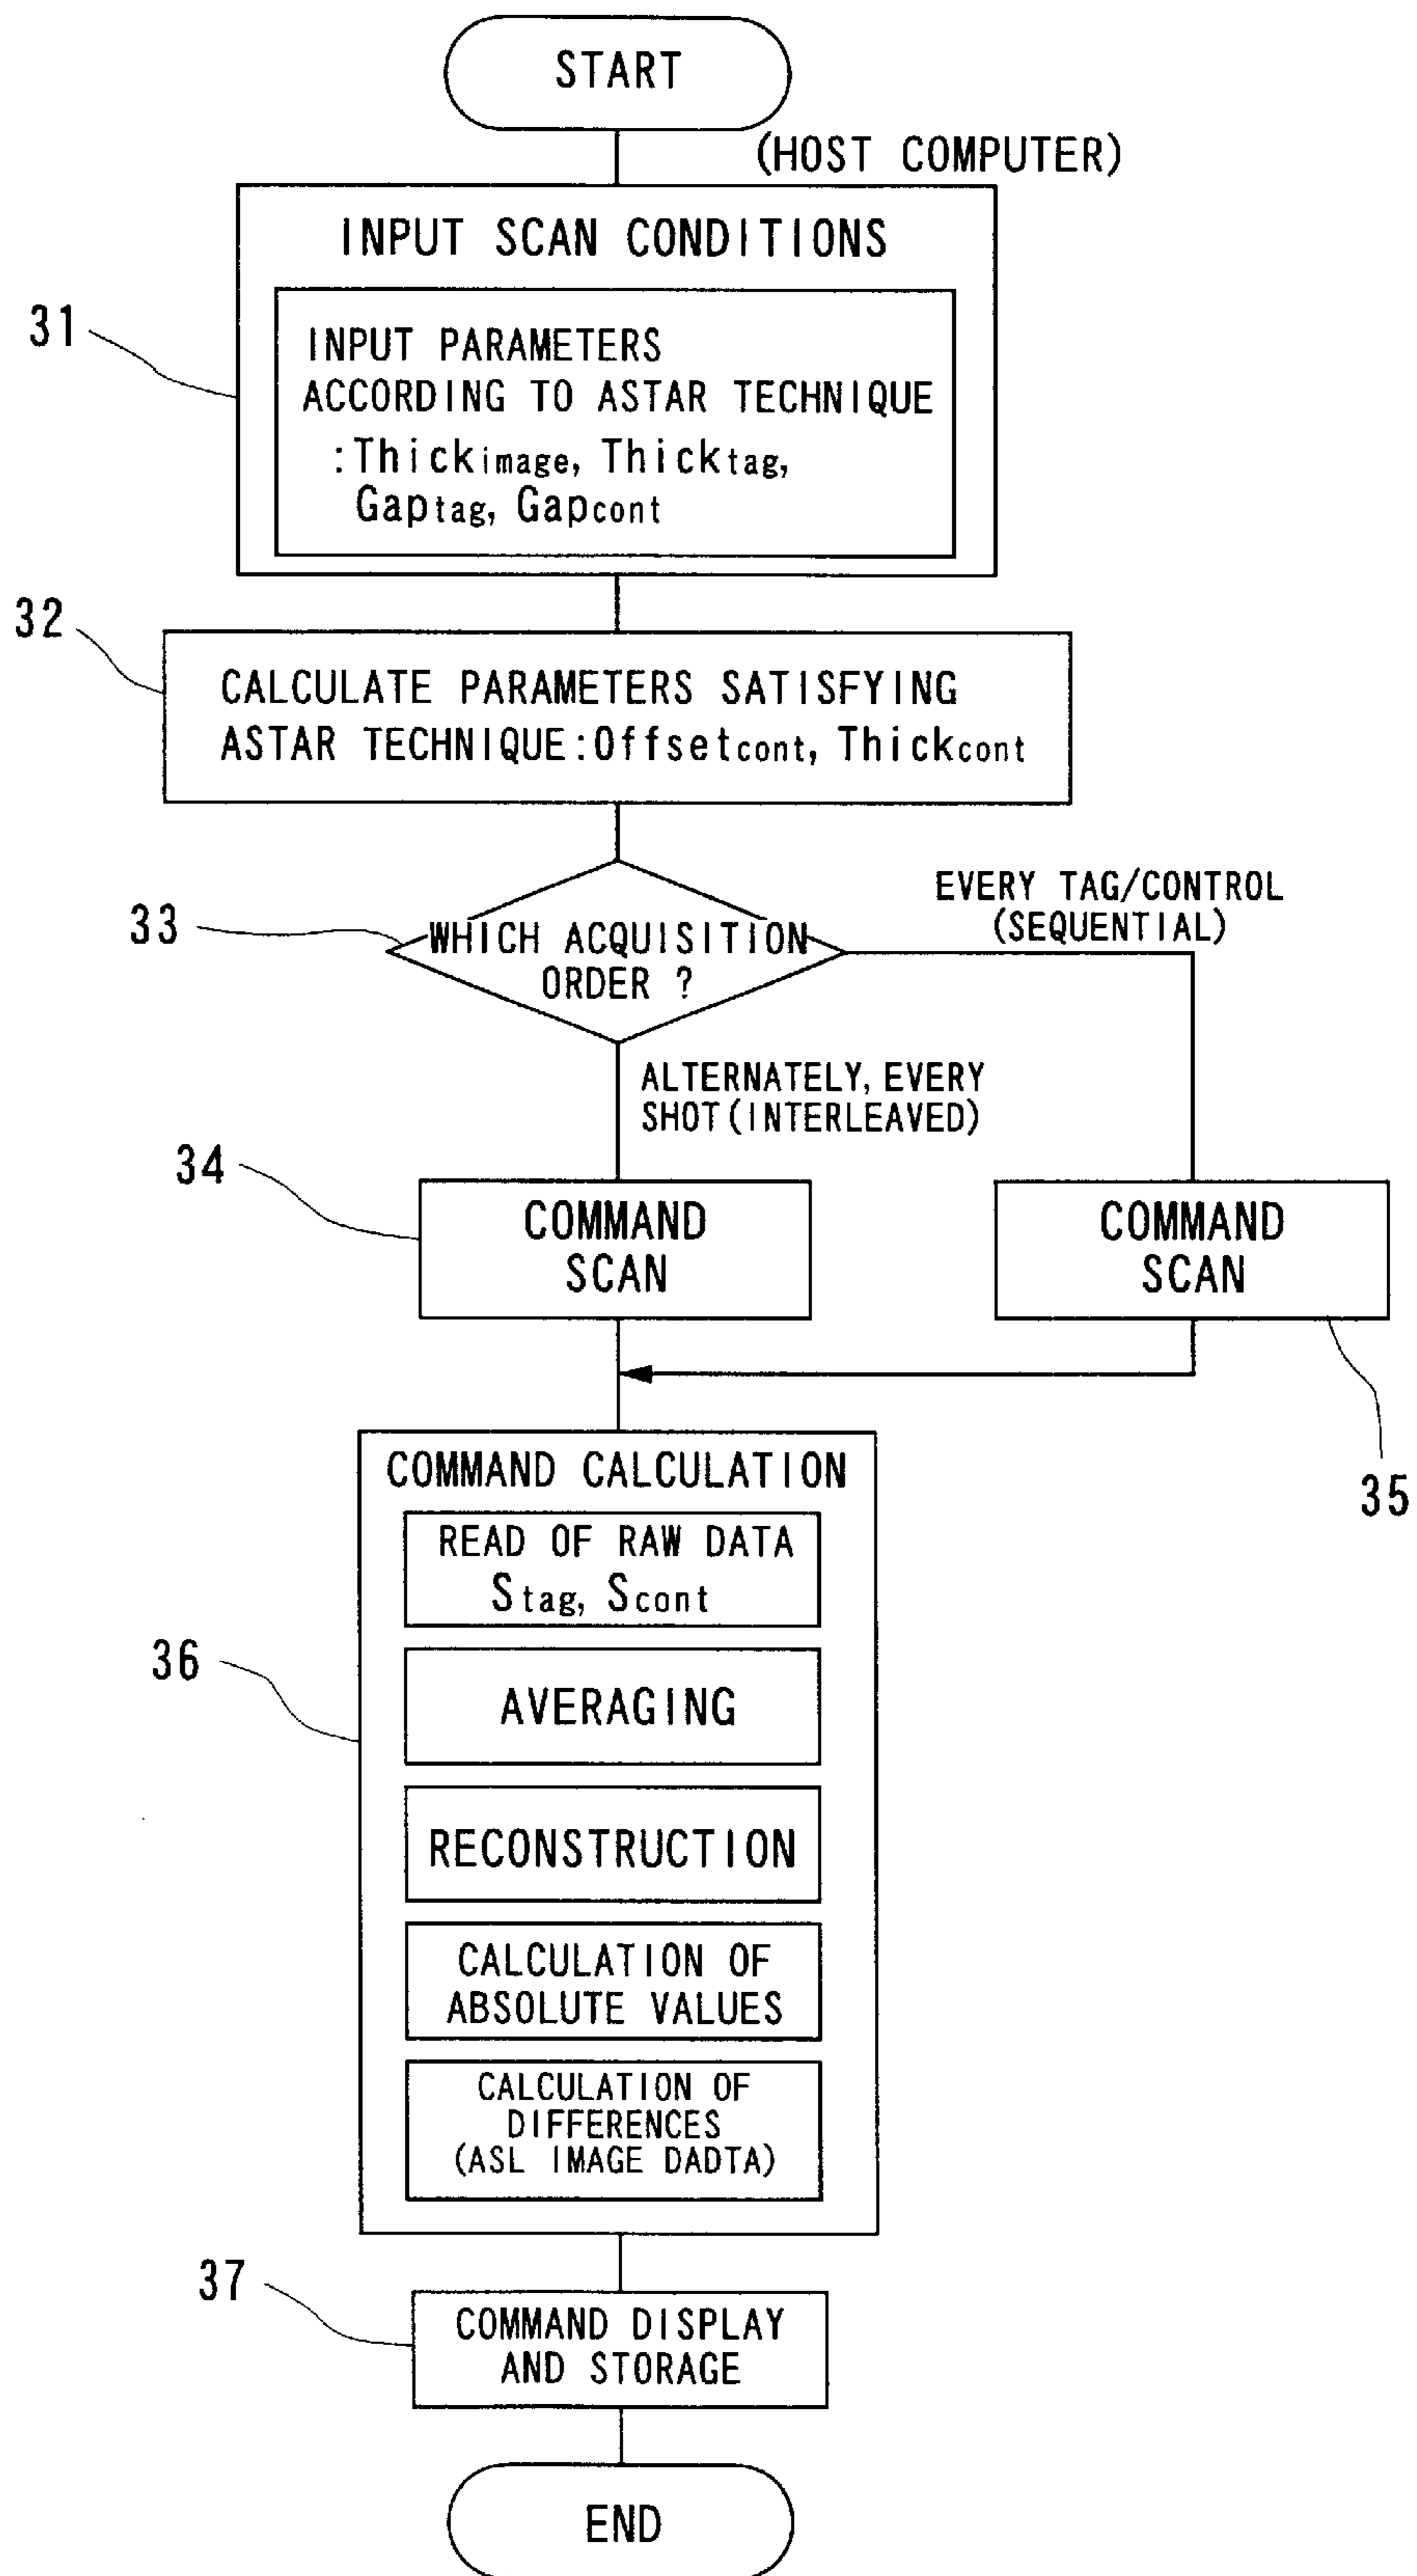 START
(HOST COMPUTER)
INPUT SCAN CONDITIONS
31
INPUT PARAMETERS
ACCORDING TO ASTAR TECHNIQUE
:Thickimage, Thicktag,
Gaptag, Gapcont
32
CALCULATE PARAMETERS SATISFYING
ASTAR TECHNIQUE:Offsetcont, Thickcont
33
WHICH ACQUISITION
ORDER ?
EVERY TAG/CONTROL
(SEQUENTIAL)
ALTERNATELY, EVERY
SHOT(INTERLEAVED)
34
COMMAND
SCAN
COMMAND
SCAN
35
COMMAND CALCULATION
READ OF RAW DATA
Stag, Scont
36
AVERAGING
RECONSTRUCTION
CALCULATION OF
ABSOLUTE VALUES
CALCULATION OF
DIFFERENCES
(ASL IMAGE DADTA)
37
COMMAND DISPLAY
AND STORAGE
END